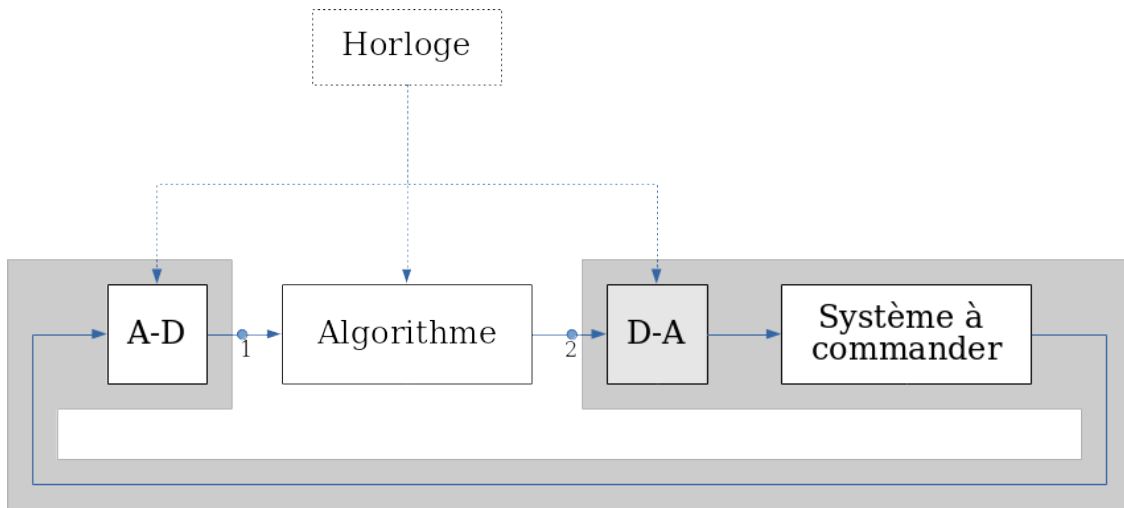 Horloge
A-D
1
Algorithme
2
D-A
Système à
commander